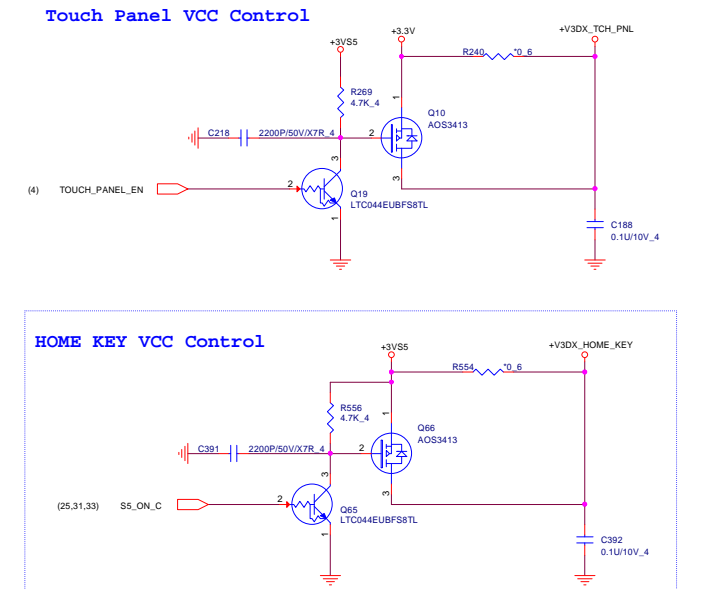 Touch Panel VCC Control
+3VS5
+3.3V
+V3DX_TCH_PNL
R240
*0_6
R269
4.7K_4
1
Q10
AOS3413
C218
2200P/50V/X7R_4
2
3
3
(4)
TOUCH_PANEL_EN
2
Q19
LTC044EUBFS8TL
1
C188
0.1U/10V_4
HOME KEY VCC Control
+3VS5
+V3DX_HOME_KEY
R554
*0_6
R556
4.7K_4
1
Q66
AOS3413
C391
2200P/50V/X7R_4
2
3
3
(25,31,33)
S5_ON_C
2
Q65
LTC044EUBFS8TL
1
C392
0.1U/10V_4